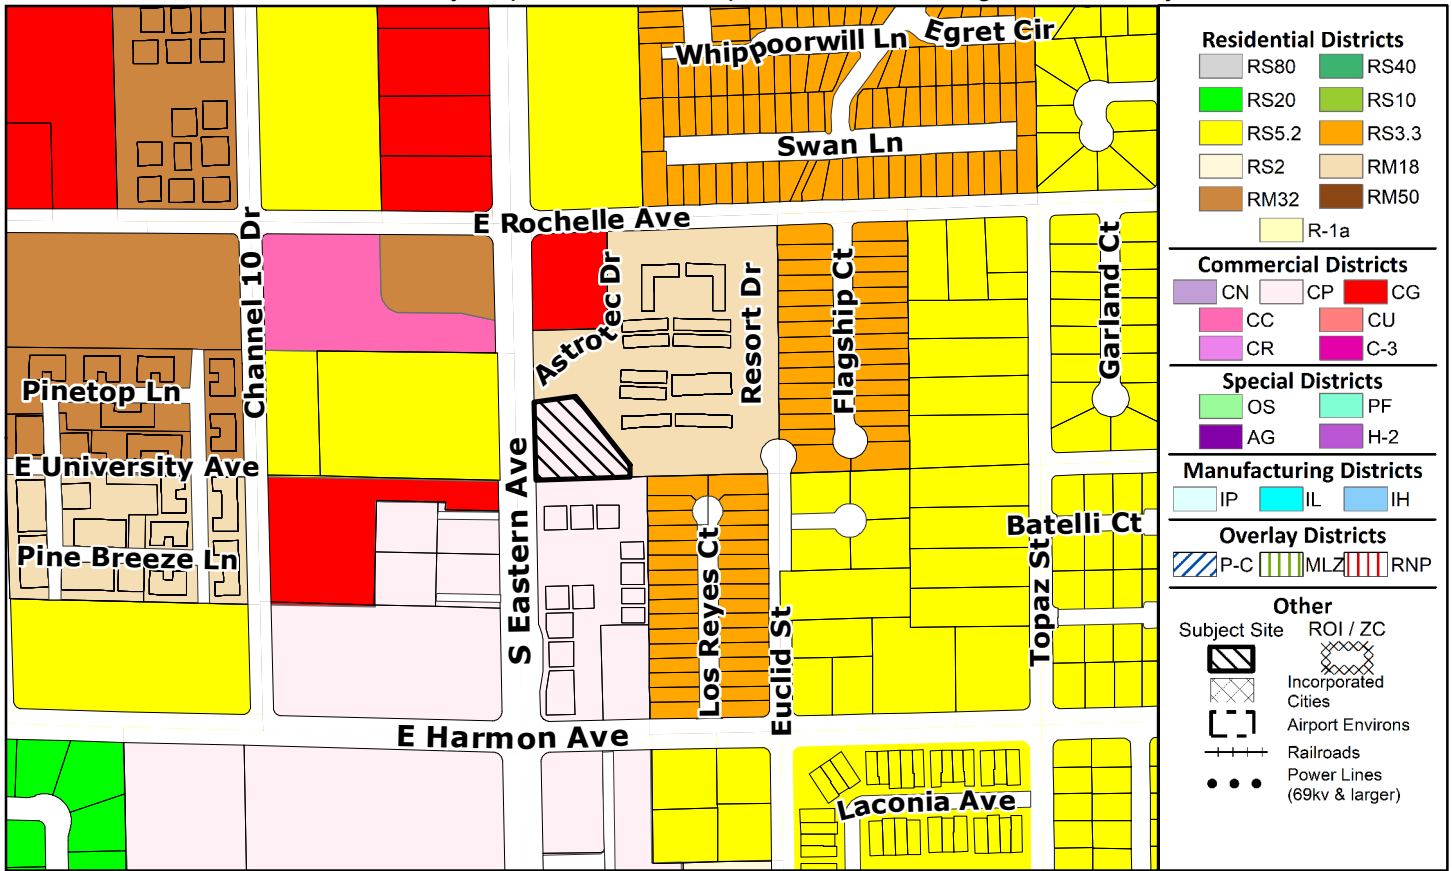 Whippoorwill Ln
Egret Cir
Swan Ln
E Rochelle Ave
Channel 10 Dr
Astrotec Dr
Resort Dr
Flagship Ct
Garland Ct
Pinetop Ln
E University Ave
Pine Breeze Ln
S Eastern Ave
Los Reyes Ct
Euclid St
Batelli Ct
Topaz St
E Harmon Ave
Laconia Ave
Residential Districts
RS80 RS40
RS20 RS10
RS5.2 RS3.3
RS2 RM18
RM32 RM50
R-1a
Commercial Districts
CN CP CG
CC CU
CR C-3
Special Districts
OS PF
AG H-2
Manufacturing Districts
IP IL IH
Overlay Districts
P-C MLZ RNP
Other
Subject Site ROI / ZC
Incorporated
Cities
Airport Environs
Railroads
Power Lines
(69kv & larger)